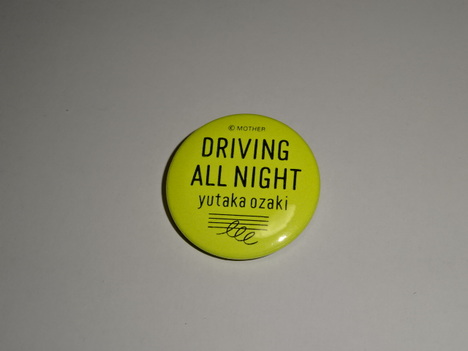 © MOTHER
DRIVING
ALL NIGHT
yutaka ozaki